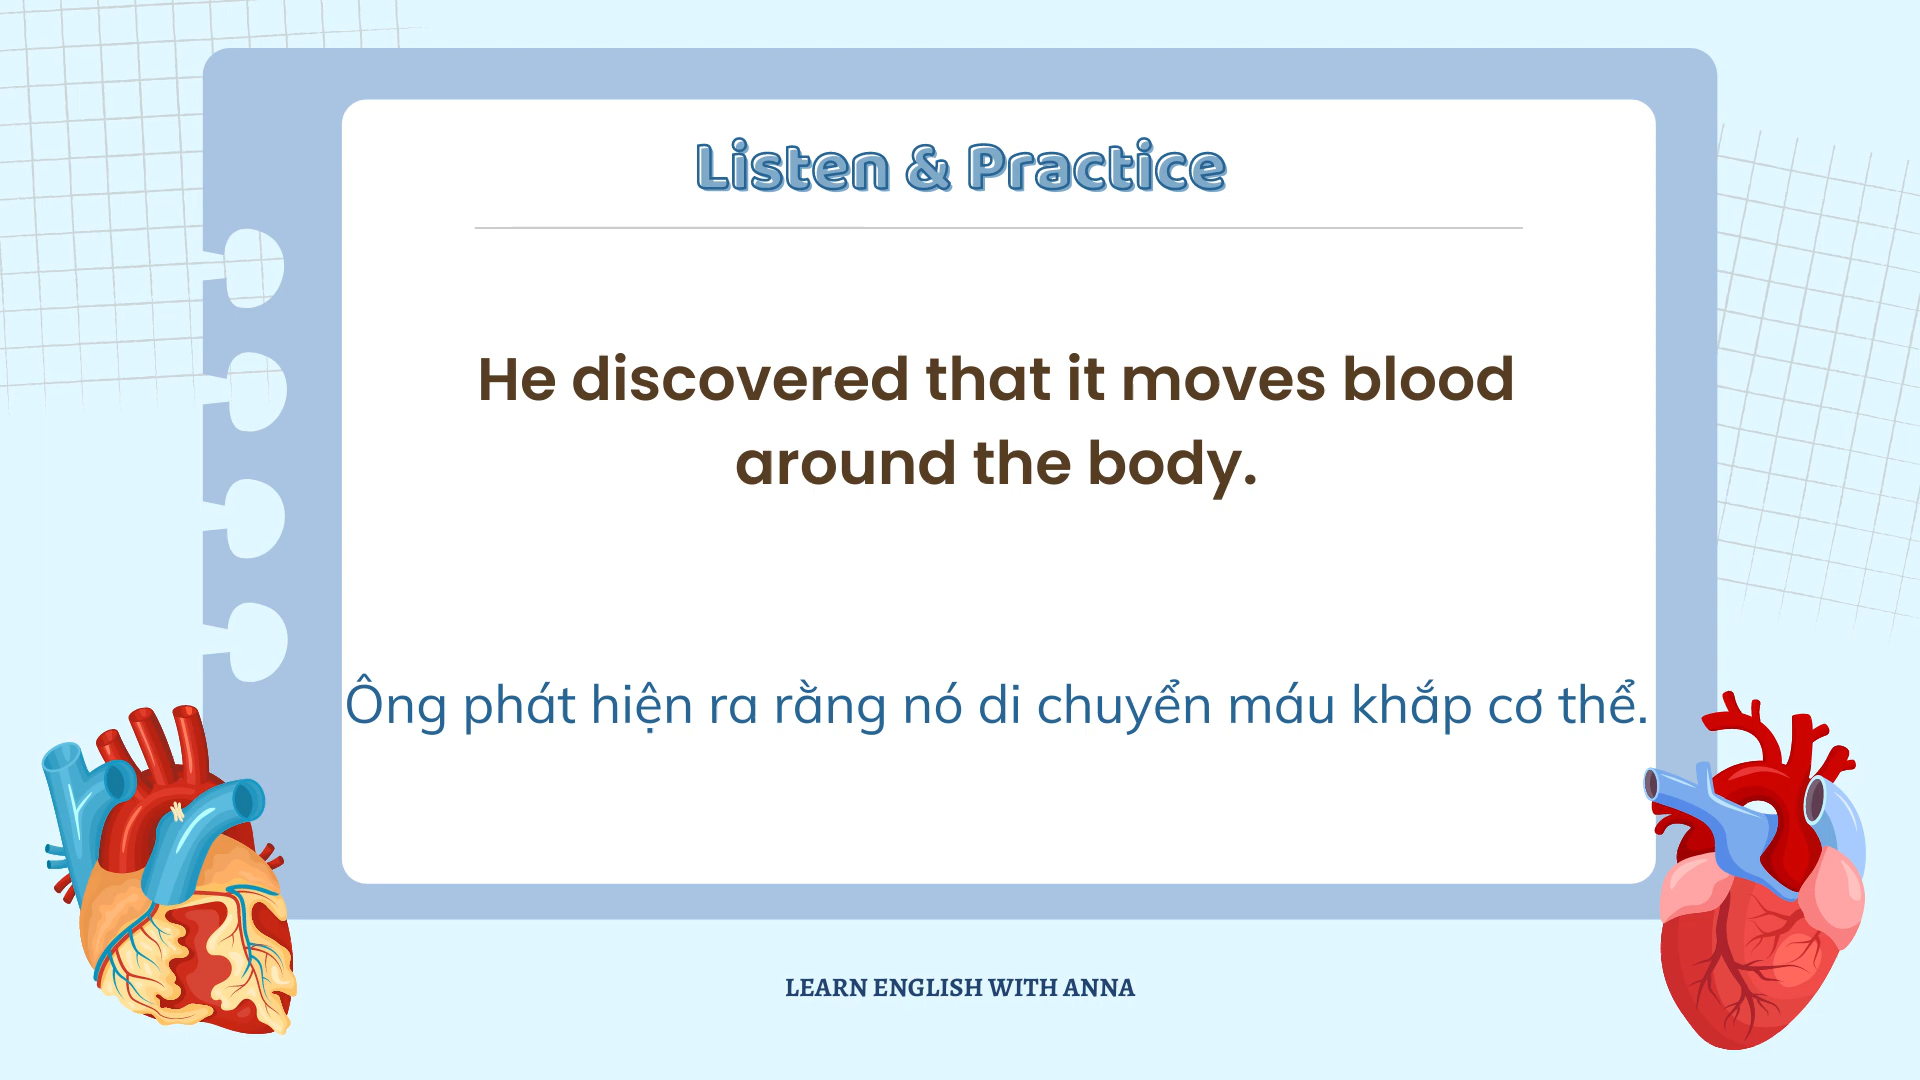 Listen & Practice
He discovered that it moves blood
around the body.
Ông phát hiện ra rằng nó di chuyển máu khắp cơ thể.
LEARN ENGLISH WITH ANNA